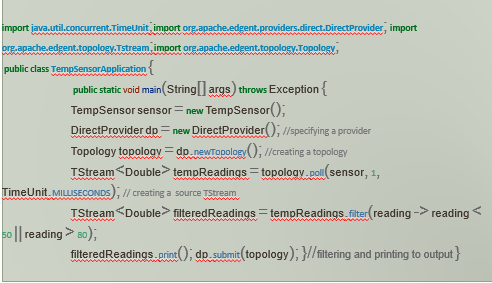 import java.util.concurrent.TimeUnit;import org.apache.edgent.providers.direct.DirectProvider; import
org.apache.edgent.topology.Tstream;import org.apache.edgent.topology.Topology;
public class TempSensorApplication {
public static void main(String[] args) throws Exception {
TempSensor sensor = new TempSensor();
DirectProvider dp = new DirectProvider(); //specifying a provider
Topology topology = dp.newTopology(); //creating a topology
TStream<Double> tempReadings = topology.poll(sensor, 1,
TimeUnit.MILLISECONDS); // creating a source TStream
TStream<Double> filteredReadings = tempReadings.filter(reading -> reading <
50 || reading > 80);
filteredReadings.print(); dp.submit(topology); }//filtering and printing to output}